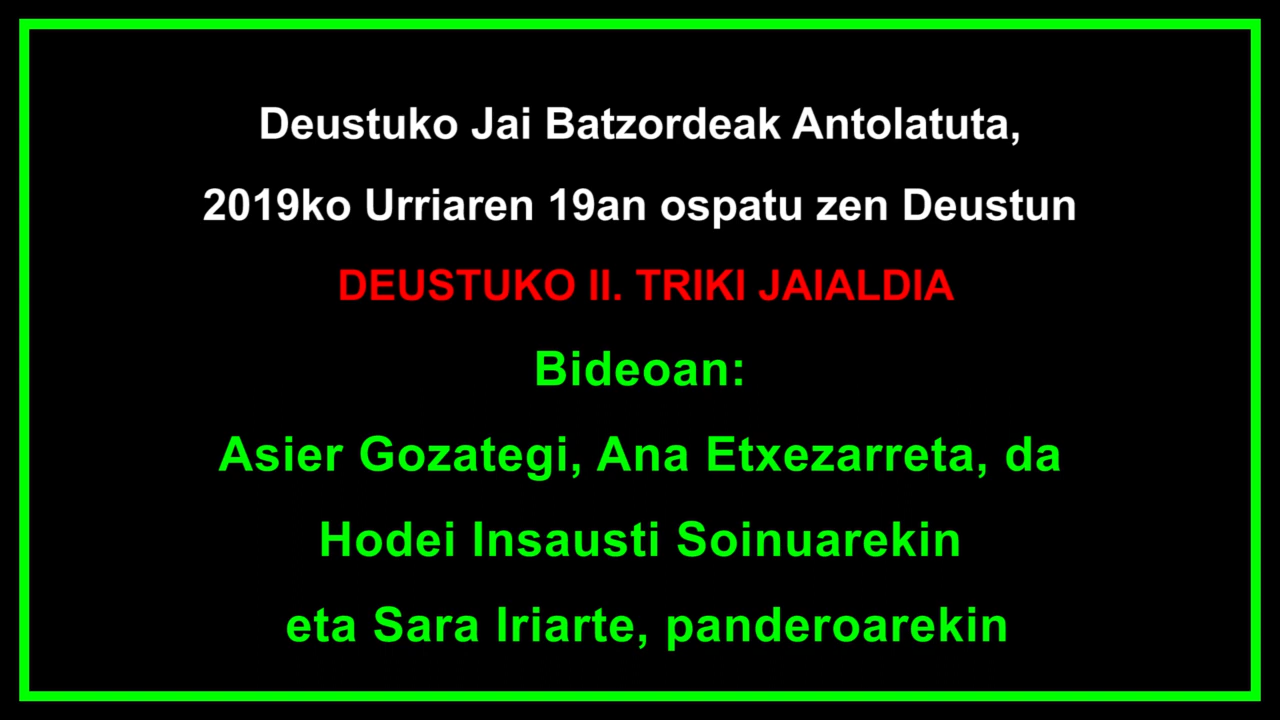 Deustuko Jai Batzordeak Antolatuta,
2019ko Urriaren 19an ospatu zen Deustun
DEUSTUKO II. TRIKI JAIALDIA
Bideoan:
Asier Gozategi, Ana Etxezarreta, da
Hodei Insausti Soinuarekin
eta Sara Iriarte, panderoarekin